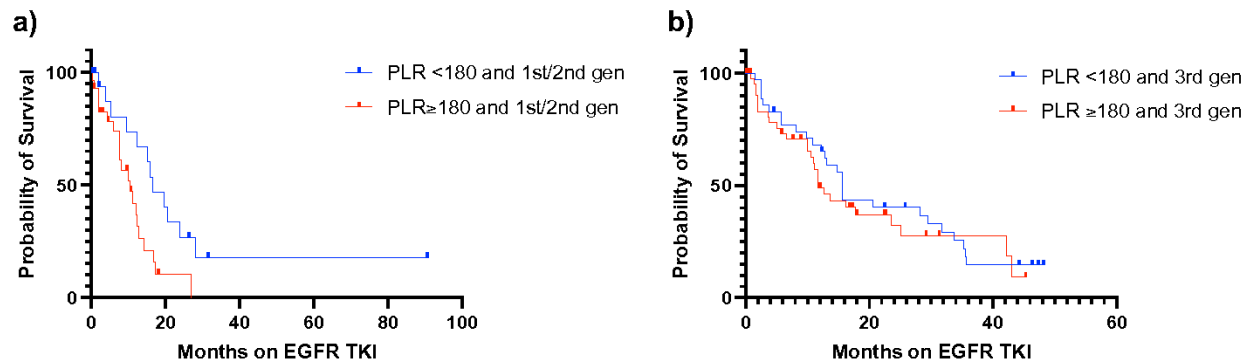 a)
Probability of Survival
100
50
0
0 20 40 60 80 100
Months on EGFR TKI
PLR <180 and 1st/2nd gen
PLR≥180 and 1st/2nd gen
b)
Probability of Survival
100
50
0
0 20 40 60
Months on EGFR TKI
PLR <180 and 3rd gen
PLR ≥180 and 3rd gen